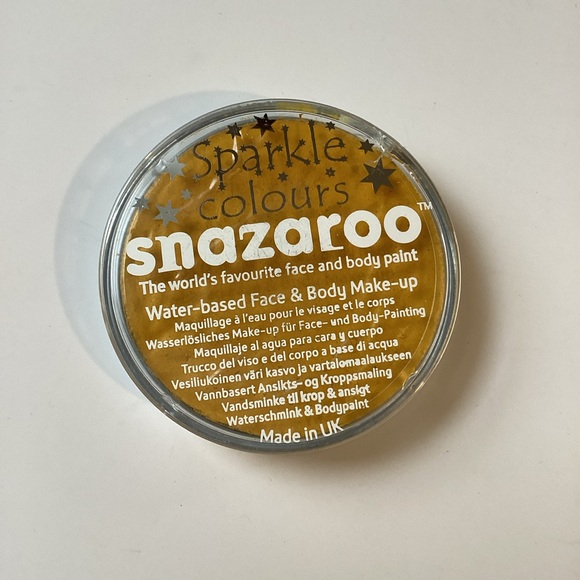 Sparkle
colours
snazaroo™
The world's favourite face and body paint
Water-based Face & Body Make-up
Maquillage à l'eau pour le visage et le corps
Wasserlösliches Make-up für Face- und Body-Painting
Maquillaje al agua para cara y cuerpo
Trucco del viso e del corpo a base di acqua
Vesiliukoinen väri kasvo ja vartalomaalaukseen
Vannbasert Ansikts- og Kroppsmaling
Vandsminke til krop & ansigt
Waterschmink & Bodypaint
Made in UK